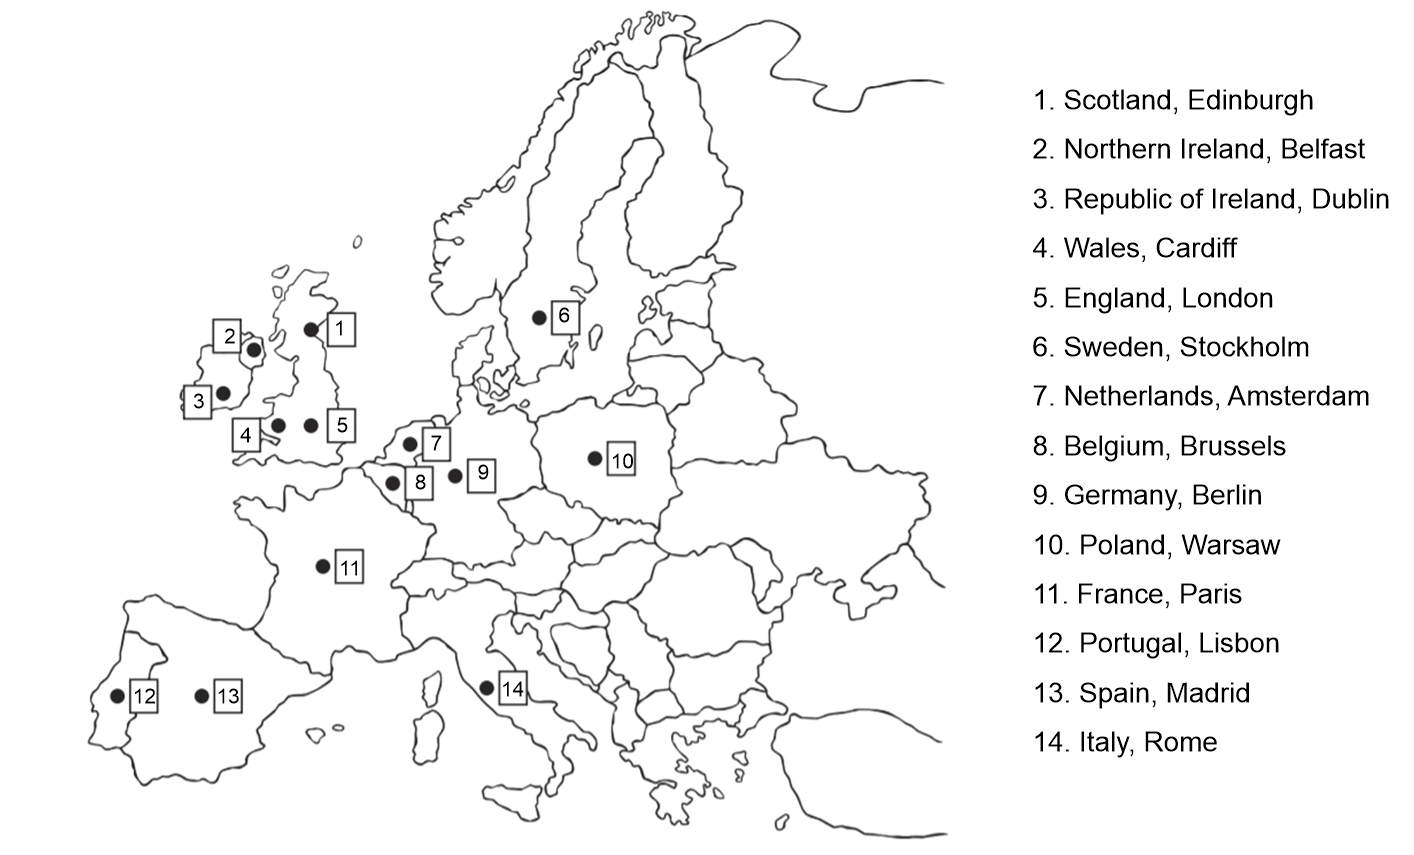 1
2
3
4
5
6
7
8
9
10
11
12
13
14
1. Scotland, Edinburgh
2. Northern Ireland, Belfast
3. Republic of Ireland, Dublin
4. Wales, Cardiff
5. England, London
6. Sweden, Stockholm
7. Netherlands, Amsterdam
8. Belgium, Brussels
9. Germany, Berlin
10. Poland, Warsaw
11. France, Paris
12. Portugal, Lisbon
13. Spain, Madrid
14. Italy, Rome